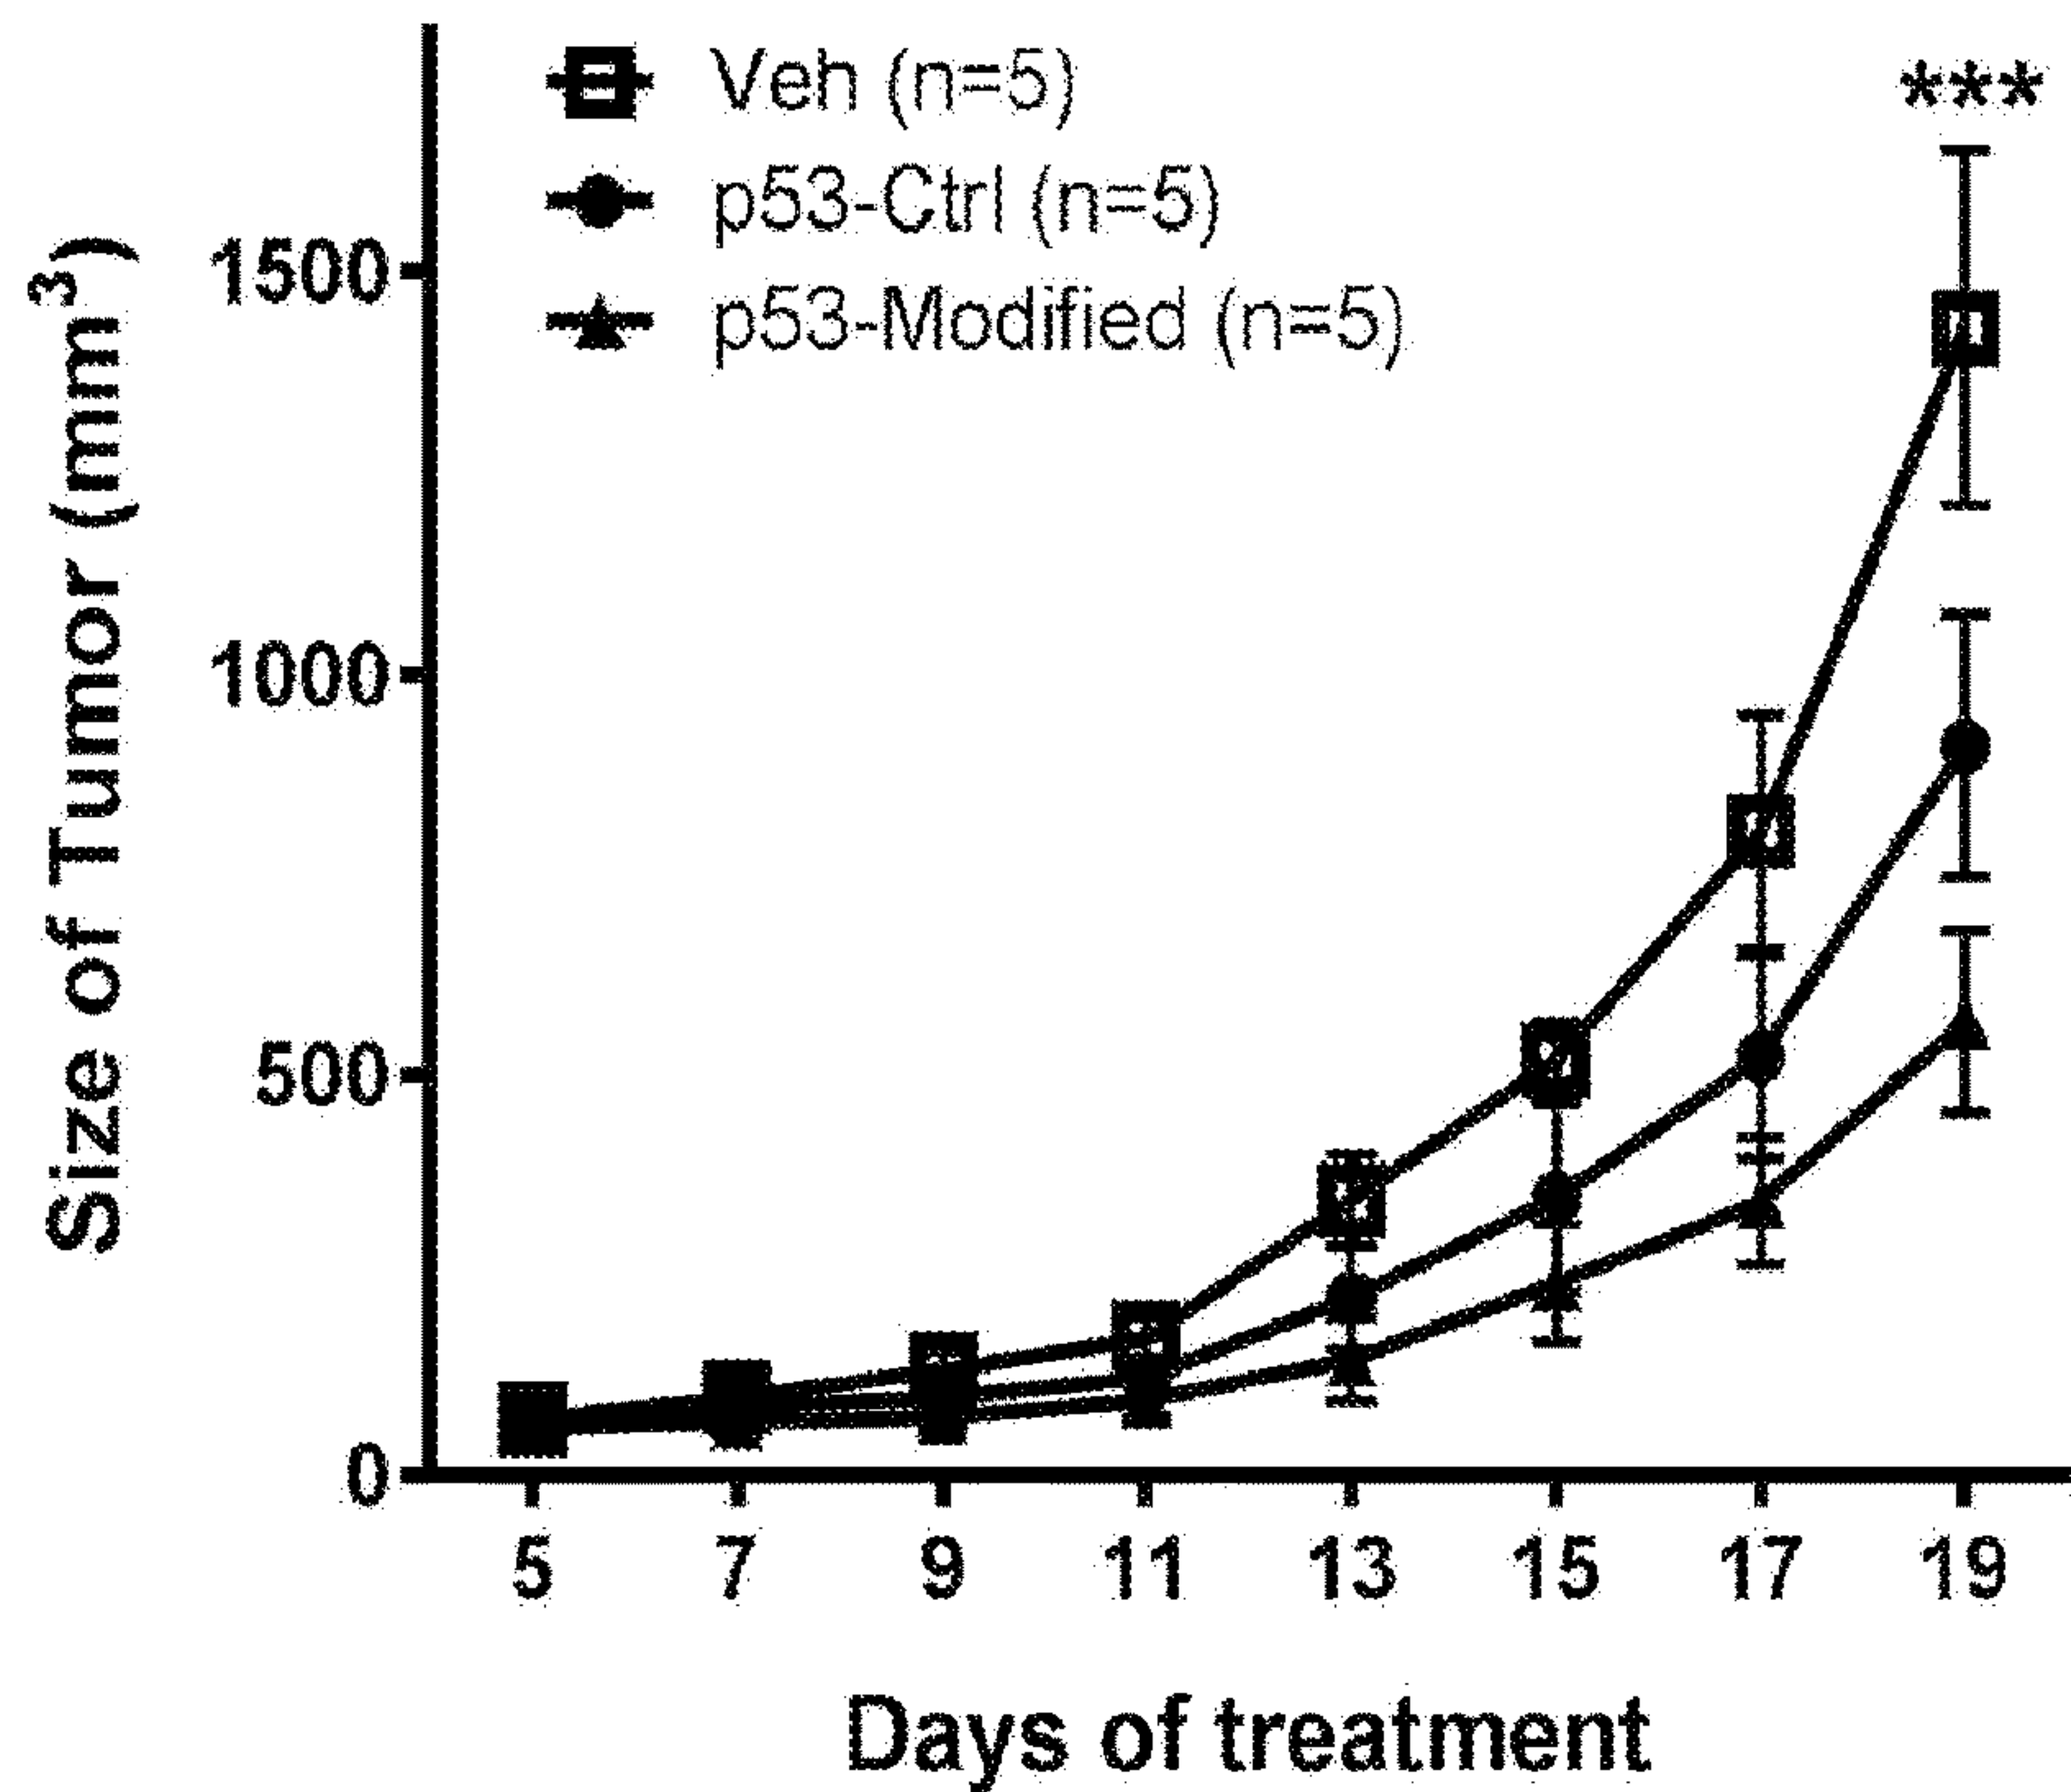 Veh (n=5)
p53-Ctrl (n=5)
p53-Modified (n=5)
***
Size of Tumor (mm³)
1500
1000
500
0
5 7 9 11 13 15 17 19
Days of treatment